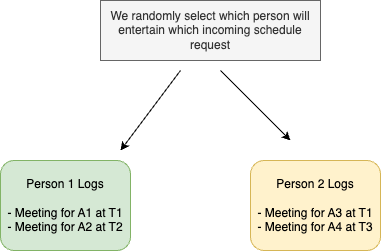 We randomly select which person will
entertain which incoming schedule
request
Person 1 Logs
- Meeting for A1 at T1
- Meeting for A2 at T2
Person 2 Logs
- Meeting for A3 at T1
- Meeting for A4 at T3